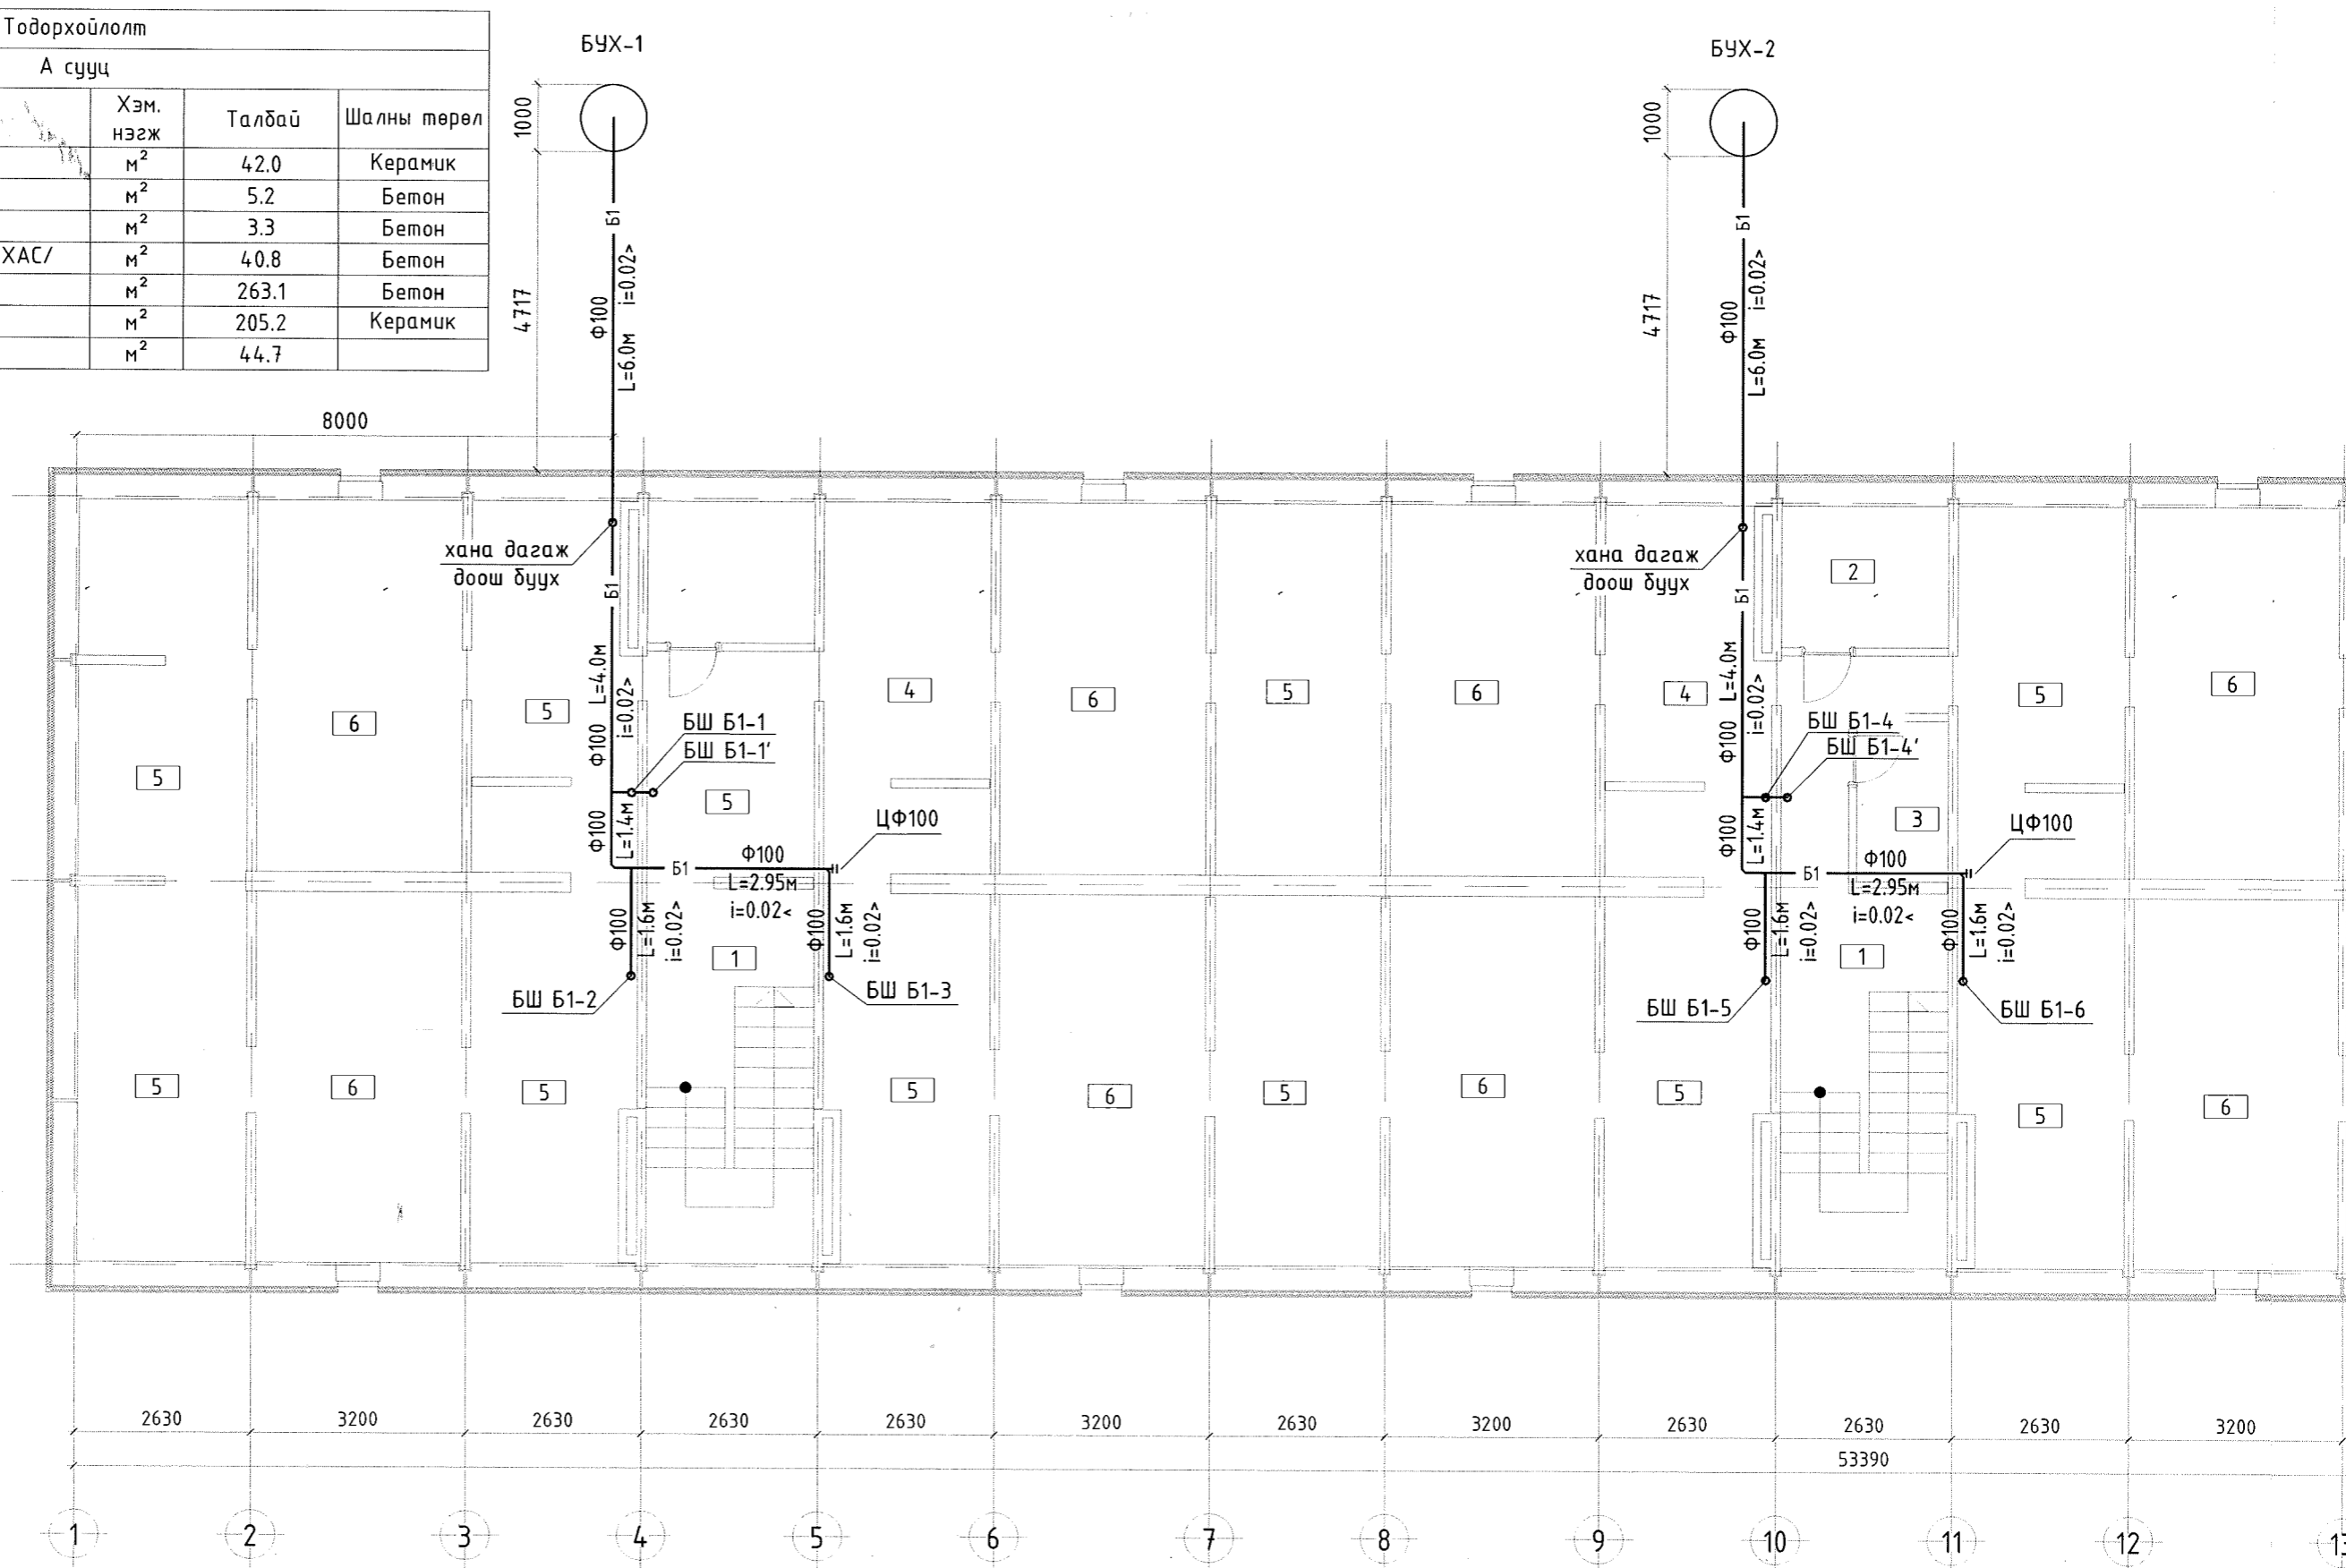 Тодорхойлолт
А сууц
Хэм. нэгж
Талбай
Шалны төрөл
м² 42.0 Керамик
м² 5.2 Бетон
м² 3.3 Бетон
ХАС/ м² 40.8 Бетон
м² 263.1 Бетон
м² 205.2 Керамик
м² 44.7
БУХ-1
1000
4717
Б1
Ф100
L=6.0м i=0.02>
8000
хана дагаж
доош буух
Б1
Ф100 L=4.0м
i=0.02>
БШ Б1-1
БШ Б1-1'
Ф100
L=1.4м
Б1
Ф100
L=2.95м
i=0.02<
ЦФ100
Ф100
L=1.6м
i=0.02>
Ф100
L=1.6м
i=0.02>
БШ Б1-2
БШ Б1-3
БУХ-2
1000
4717
Б1
Ф100
L=6.0м i=0.02>
хана дагаж
доош буух
Б1
Ф100 L=4.0м
i=0.02>
БШ Б1-4
БШ Б1-4'
Ф100
L=1.4м
Б1
Ф100
L=2.95м
i=0.02<
ЦФ100
Ф100
L=1.6м
i=0.02>
Ф100
L=1.6м
i=0.02>
БШ Б1-5
БШ Б1-6
2
5 6 5 4 6 5 6 4 5 6
5 3
1 1
5 6 5 5 6 5 6 5 5 6
2630 3200 2630 2630 2630 3200 2630 3200 2630 2630 2630 3200
53390
1 2 3 4 5 6 7 8 9 10 11 12